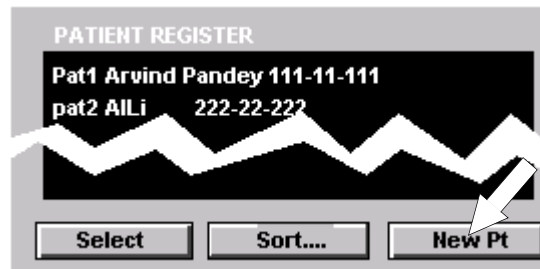 PATIENT REGISTER
Pat1 Arvind Pandey 111-11-111
pat2 AlLi 222-22-222
Select Sort.... New Pt